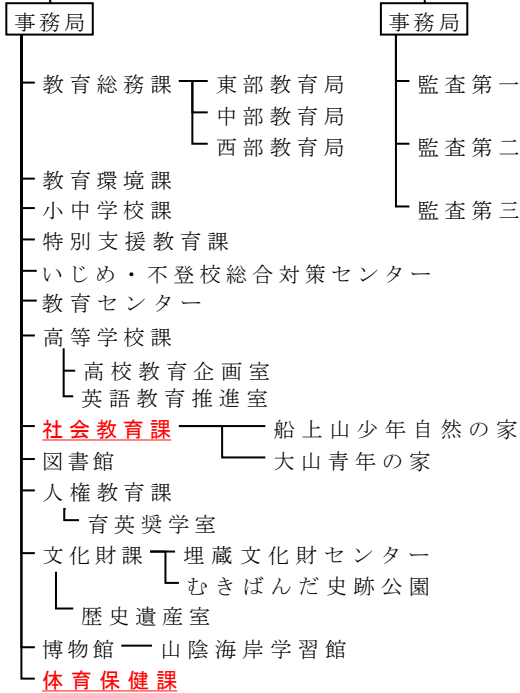 事務局
教育総務課 東部教育局
中部教育局
西部教育局
教育環境課
小中学校課
特別支援教育課
いじめ・不登校総合対策センター
教育センター
高等学校課
高校教育企画室
英語教育推進室
社会教育課 船上山少年自然の家
図書館 大山青年の家
人権教育課
育英奨学室
文化財課 埋蔵文化財センター
むきばんだ史跡公園
歴史遺産室
博物館 山陰海岸学習館
体育保健課
事務局
監査第一
監査第二
監査第三